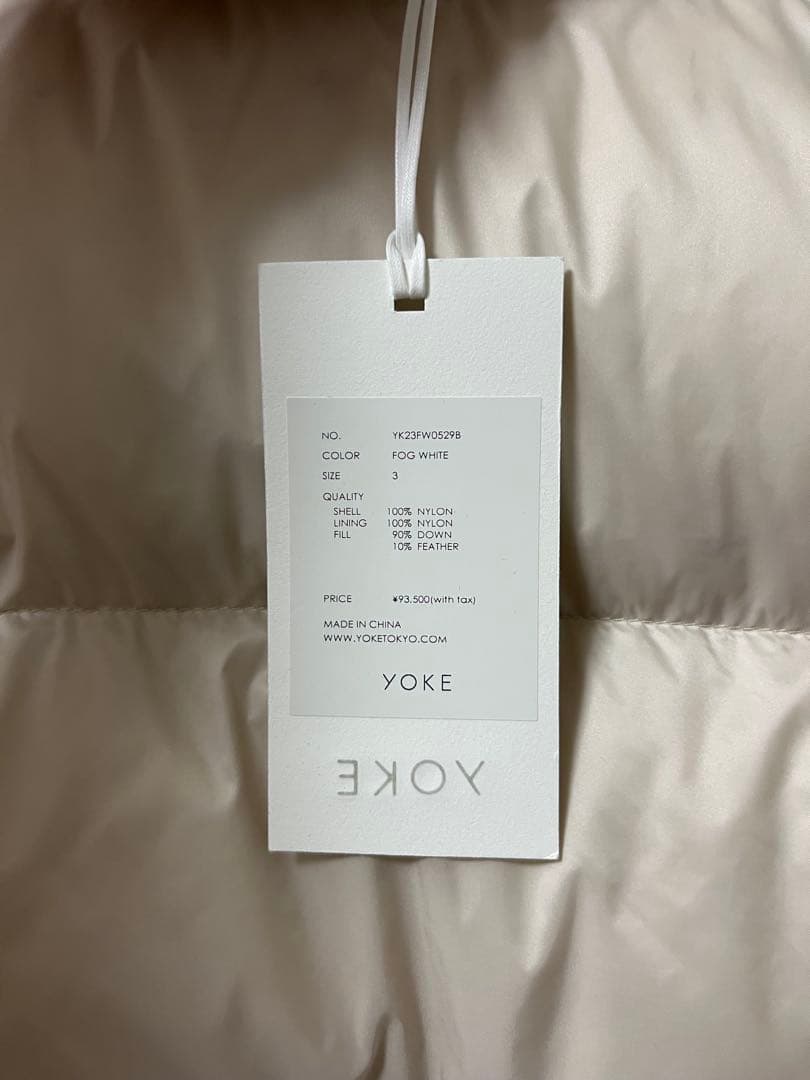 NO. YK23FW0529B
COLOR FOG WHITE
SIZE 3
QUALITY
SHELL 100% NYLON
LINING 100% NYLON
FILL 90% DOWN
10% FEATHER
PRICE ¥93,500(with tax)
MADE IN CHINA
WWW.YOKETOKYO.COM
YOKE
YOKE